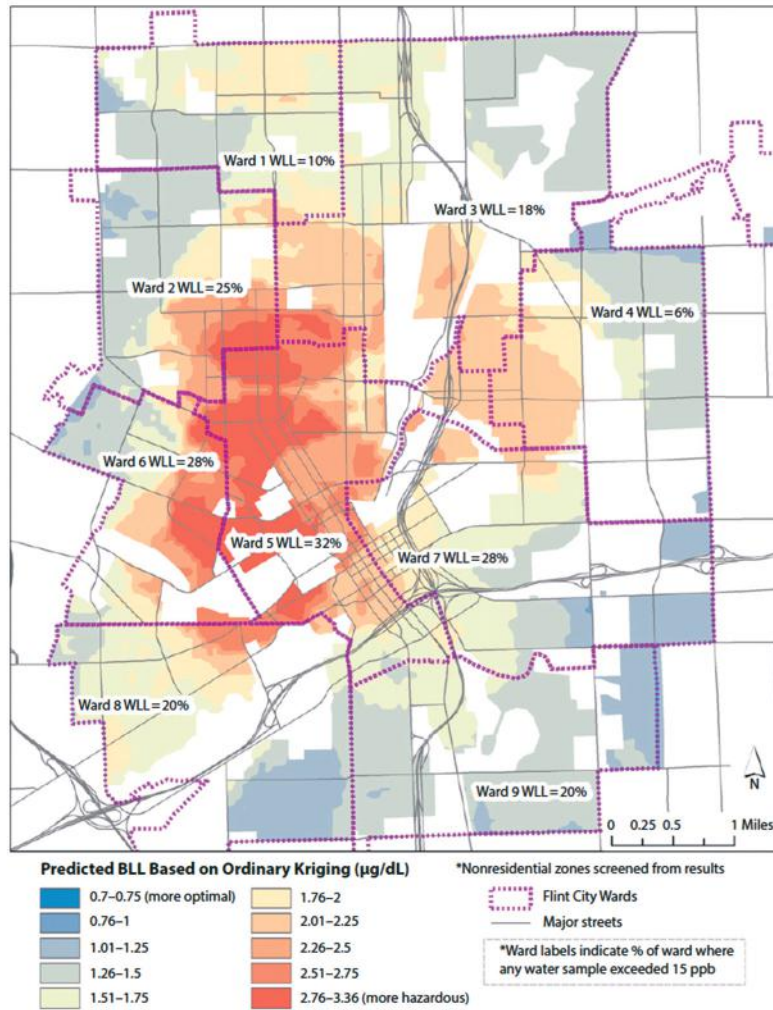 Ward 1 WLL = 10%
Ward 3 WLL = 18%
Ward 2 WLL = 25%
Ward 4 WLL = 6%
Ward 6 WLL = 28%
Ward 5 WLL = 32%
Ward 7 WLL = 28%
Ward 8 WLL = 20%
Ward 9 WLL = 20%
N
0 0.25 0.5 1 Miles
Predicted BLL Based on Ordinary Kriging (µg/dL)
0.7–0.75 (more optimal)
0.76–1
1.01–1.25
1.26–1.5
1.51–1.75
1.76–2
2.01–2.25
2.26–2.5
2.51–2.75
2.76–3.36 (more hazardous)
*Nonresidential zones screened from results
Flint City Wards
Major streets
*Ward labels indicate % of ward where
any water sample exceeded 15 ppb